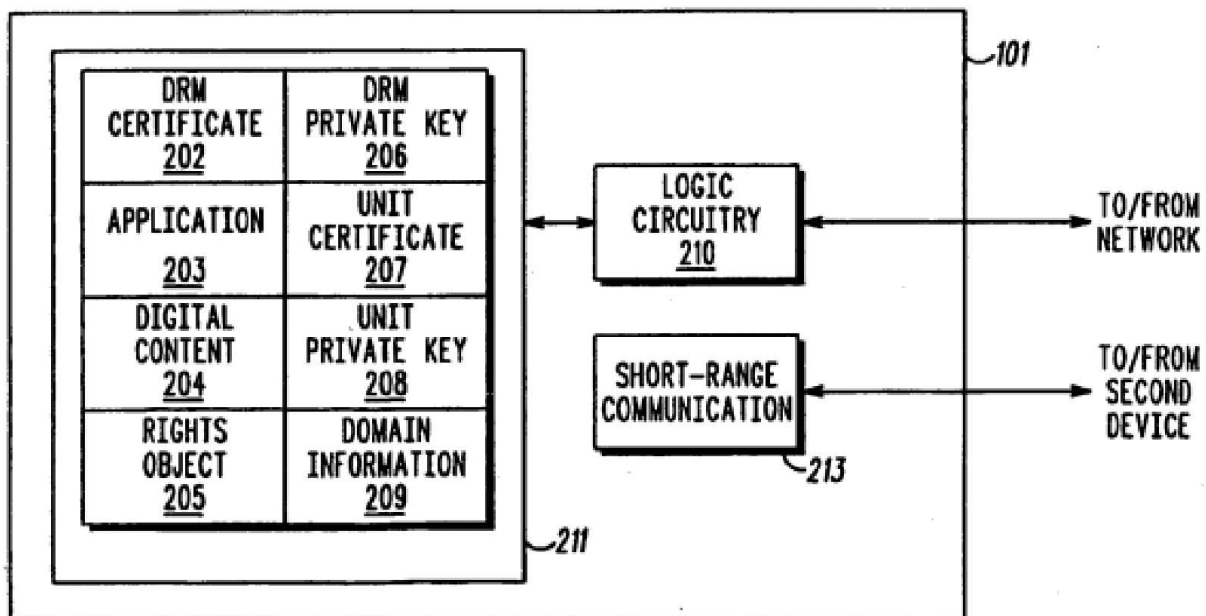 DRM
CERTIFICATE
202
DRM
PRIVATE KEY
206
APPLICATION
203
UNIT
CERTIFICATE
207
DIGITAL
CONTENT
204
UNIT
PRIVATE KEY
208
RIGHTS
OBJECT
205
DOMAIN
INFORMATION
209
211
LOGIC
CIRCUITRY
210
SHORT-RANGE
COMMUNICATION
213
101
TO/FROM
NETWORK
TO/FROM
SECOND
DEVICE